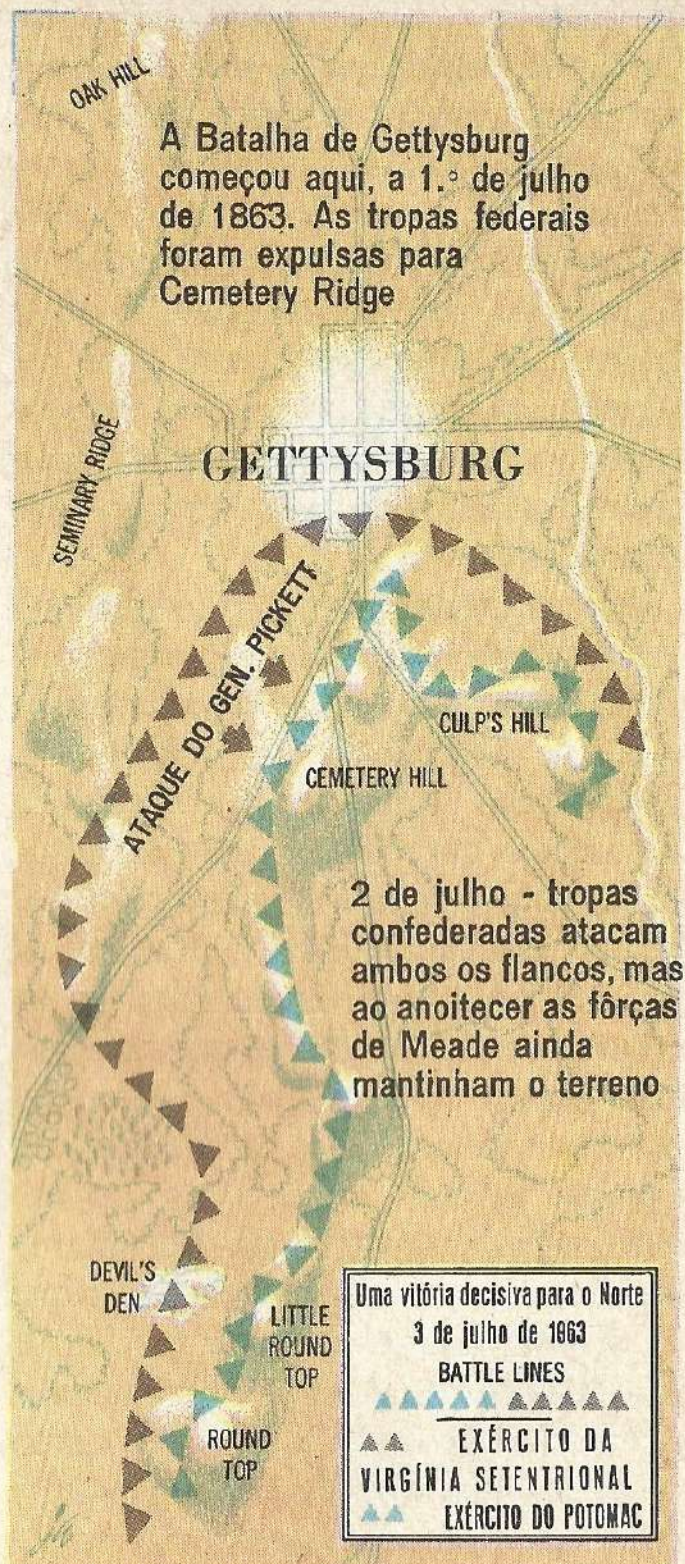 OAK HILL
A Batalha de Gettysburg
começou aqui, a 1.º de julho
de 1863. As tropas federais
foram expulsas para
Cemetery Ridge
SEMINARY RIDGE
GETTYSBURG
ATAQUE DO GEN. PICKETT
CULP'S HILL
CEMETERY HILL
2 de julho - tropas
confederadas atacam
ambos os flancos, mas
ao anoitecer as fôrças
de Meade ainda
mantinham o terreno
DEVIL'S
DEN
LITTLE
ROUND
TOP
ROUND
TOP
Uma vitória decisiva para o Norte
3 de julho de 1863
BATTLE LINES
EXÉRCITO DA
VIRGÍNIA SETENTRIONAL
EXÉRCITO DO POTOMAC